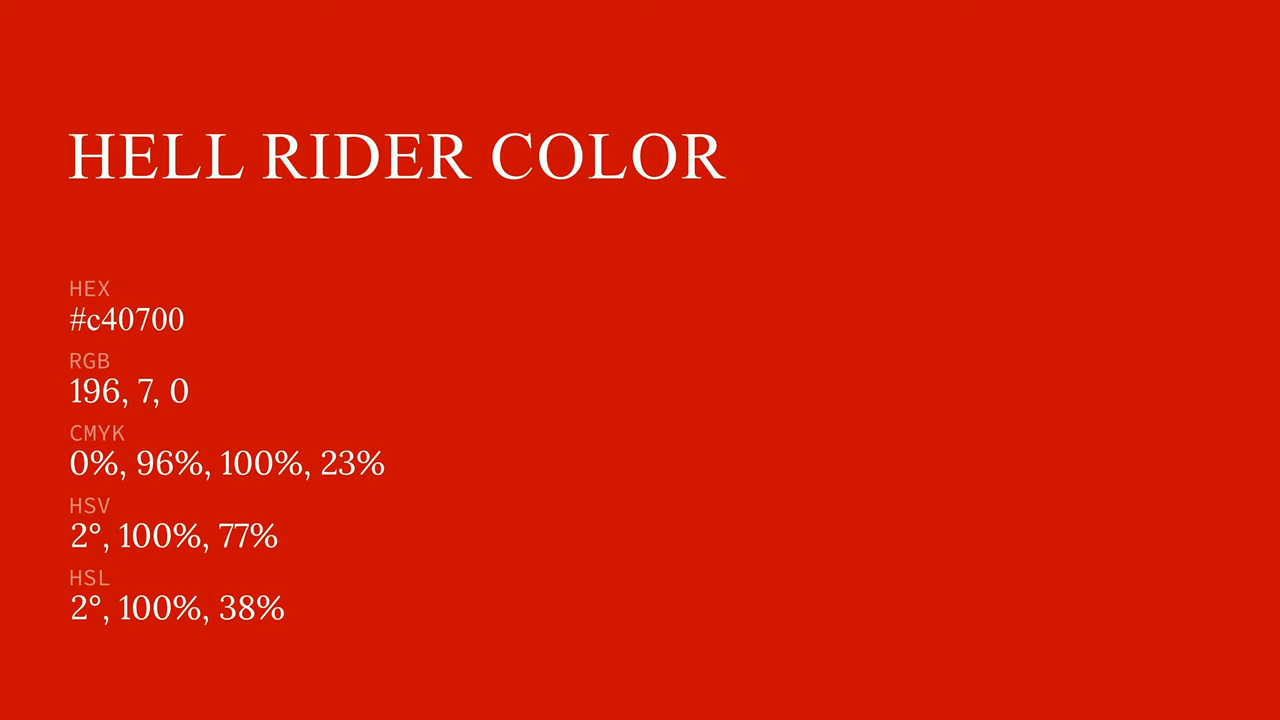 HELL RIDER COLOR
HEX
#c40700
RGB
196, 7, 0
CMYK
0%, 96%, 100%, 23%
HSV
2°, 100%, 77%
HSL
2°, 100%, 38%